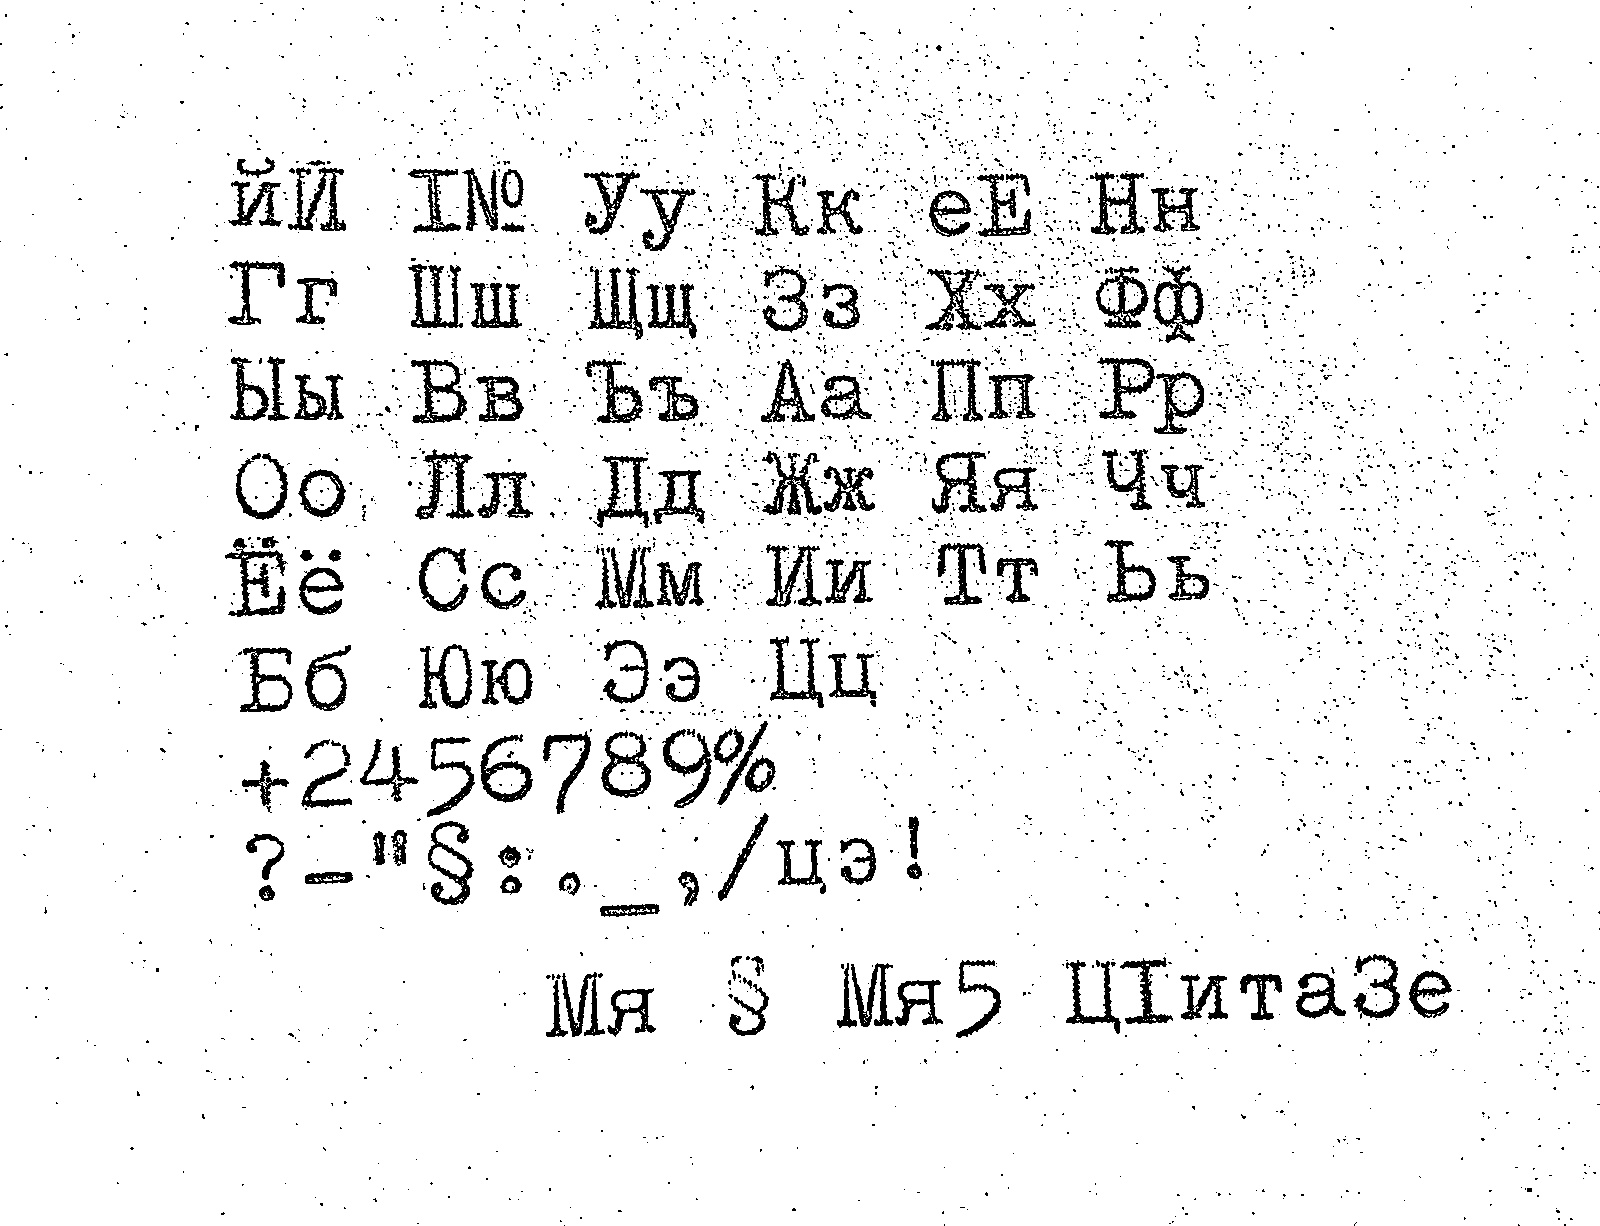 йЙ I№ Уу Кк еЕ Нн
Гг Шш Щщ Зз Хх Фф
Ыы Вв Ъъ Аа Пп Рр
Оо Лл Дд Жж Яя Чч
Ёё Сс Мм Ии Тт Ьь
Бб Юю Ээ Цц
+2456789%
?-"§:._,/цэ!
Мя § Мя5 ЦIитаЗе